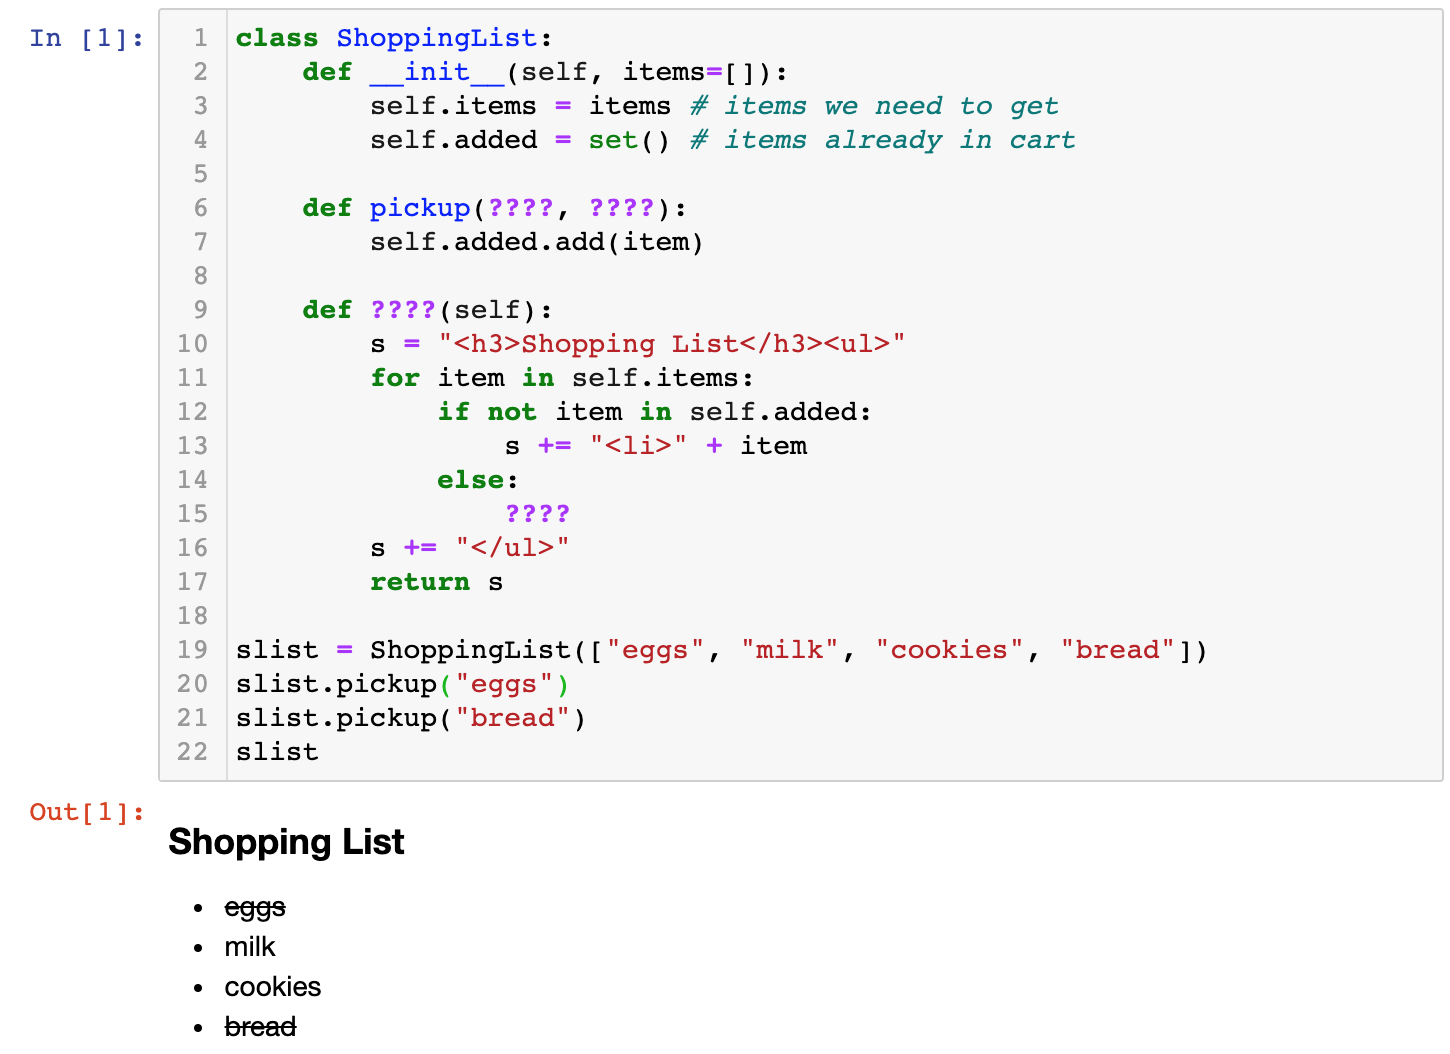 In [1]:
1 class ShoppingList:
2     def __init__(self, items=[]):
3         self.items = items # items we need to get
4         self.added = set() # items already in cart
5
6     def pickup(????, ????):
7         self.added.add(item)
8
9     def ????(self):
10         s = "<h3>Shopping List</h3><ul>"
11         for item in self.items:
12             if not item in self.added:
13                 s += "<li>" + item
14             else:
15                 ????
16         s += "</ul>"
17         return s
18
19 slist = ShoppingList(["eggs", "milk", "cookies", "bread"])
20 slist.pickup("eggs")
21 slist.pickup("bread")
22 slist
Out[1]:
Shopping List
• eggs
• milk
• cookies
• bread